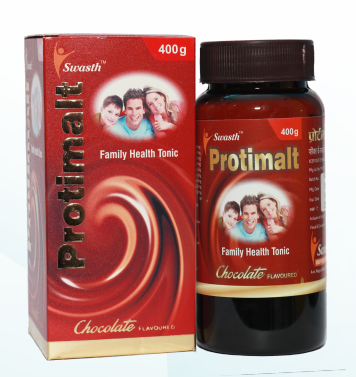 Swasth™
400g
Protimalt
Family Health Tonic
Chocolate FLAVOURED
Swasth™
400g
Protimalt
Family Health Tonic
Chocolate FLAVOURED